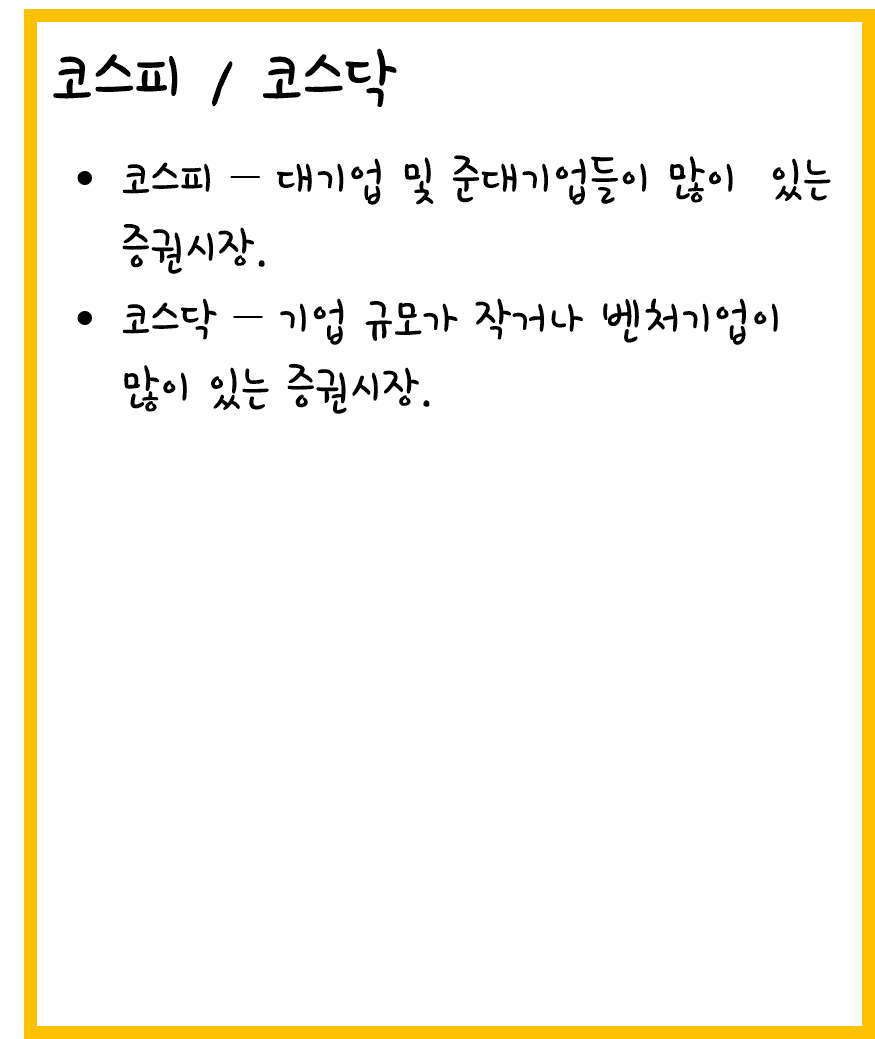 코스피 / 코스닥
• 코스피 – 대기업 및 준대기업들이 많이 있는
증권시장.
• 코스닥 – 기업 규모가 작거나 벤처기업이
많이 있는 증권시장.